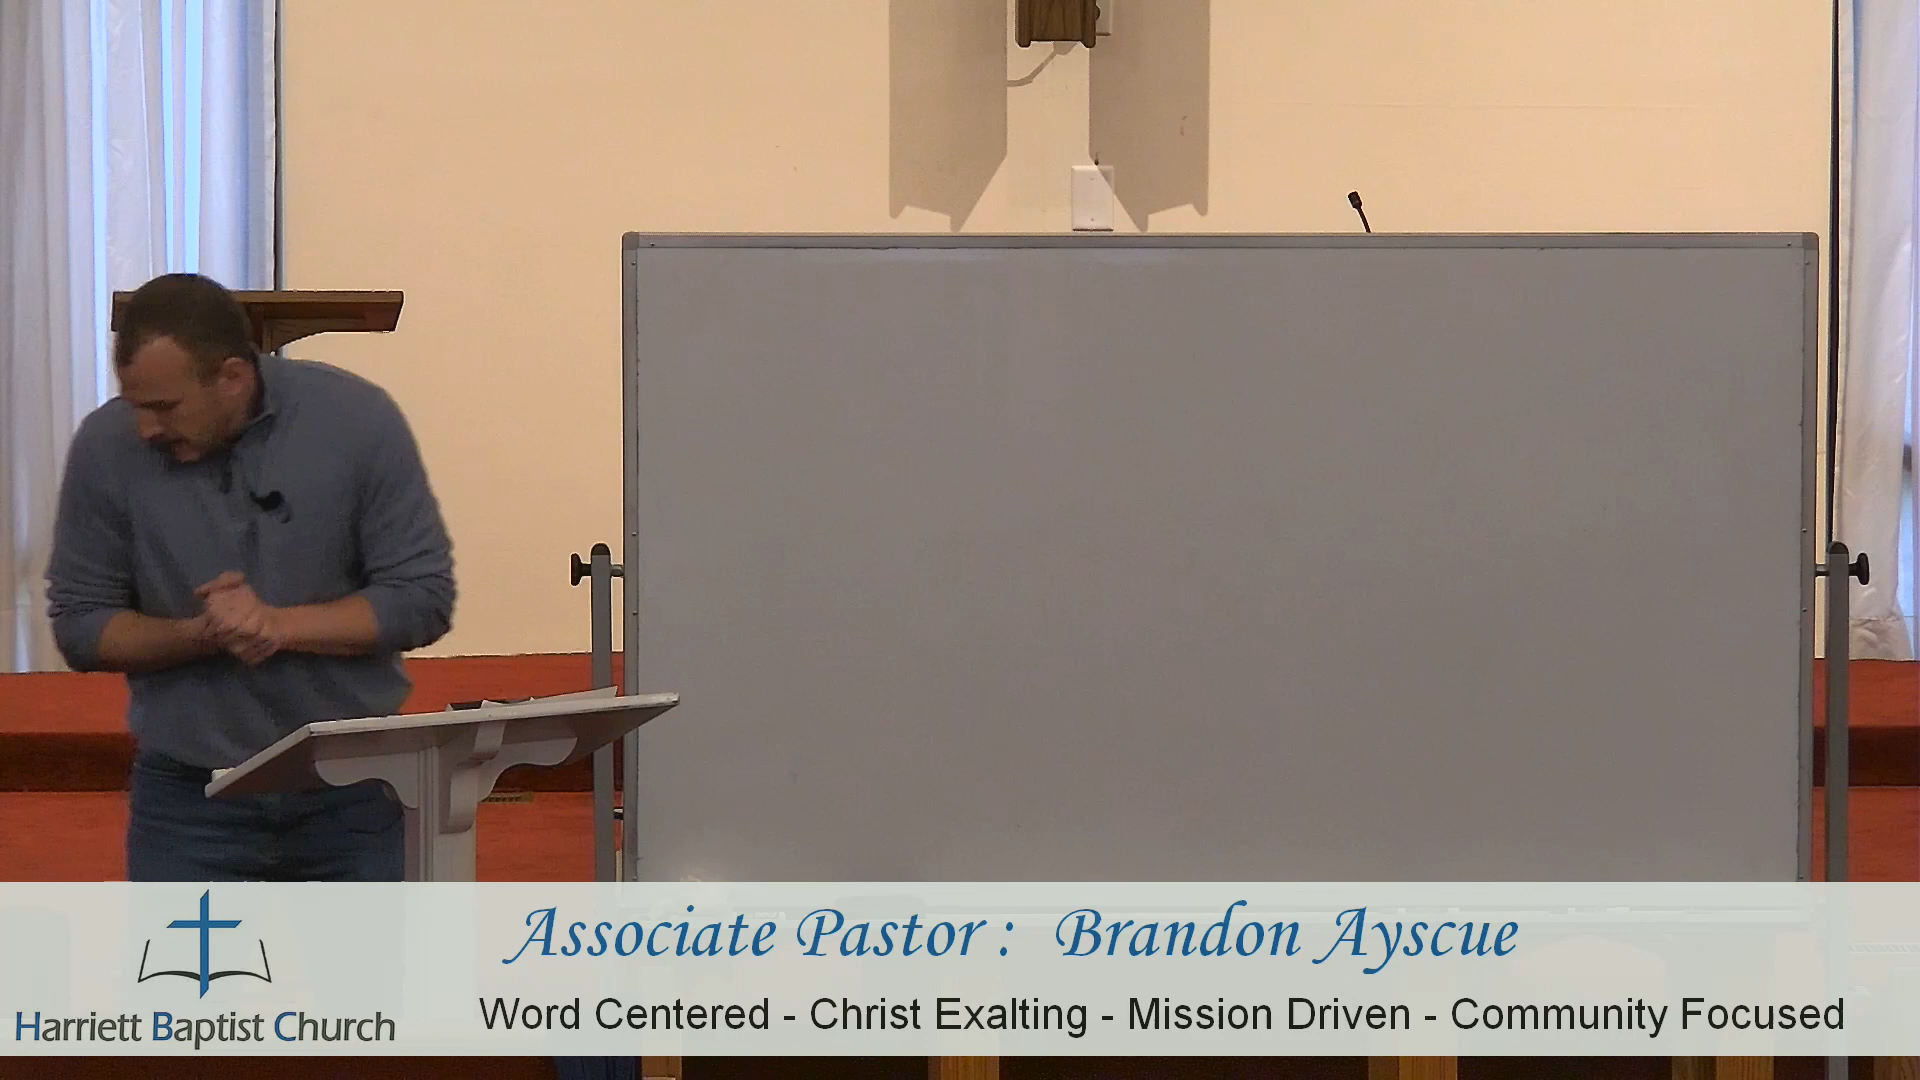 Associate Pastor : Brandon Ayscue
Word Centered - Christ Exalting - Mission Driven - Community Focused
Harriett Baptist Church